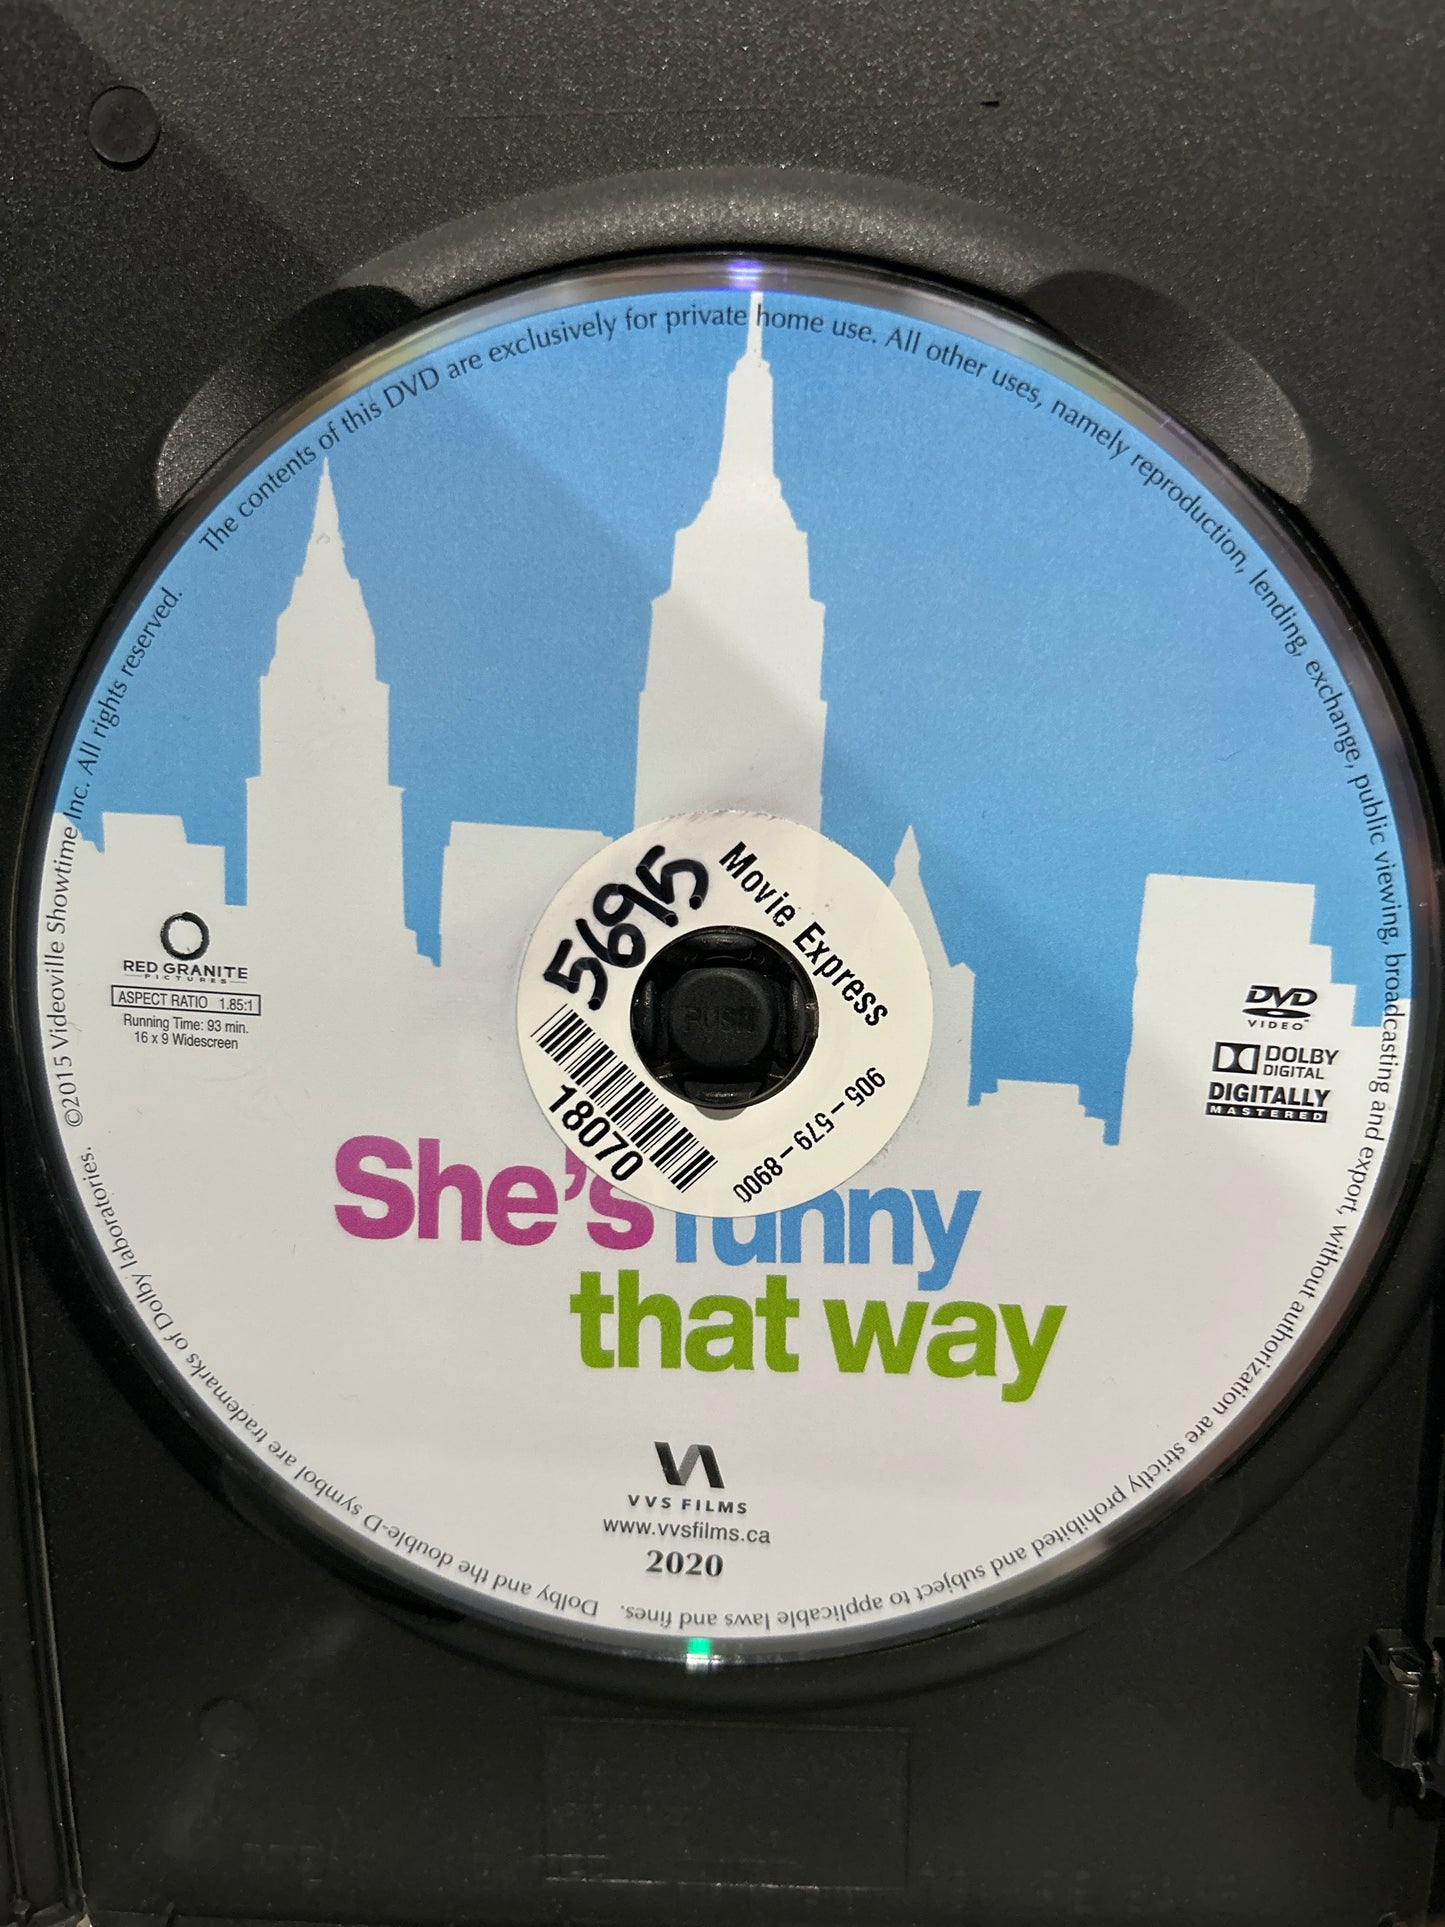 ©2015 Videoville Showtime Inc. All rights reserved. The contents of this DVD are exclusively for private home use. All other uses, namely reproduction, lending, exchange, public viewing, broadcasting and export, without authorization are strictly prohibited and subject to applicable laws and fines. Dolby and the double-D symbol are trademarks of Dolby laboratories.
RED GRANITE
PICTURES
ASPECT RATIO 1.85:1
Running Time: 93 min.
16 x 9 Widescreen
5695
Movie Express
905-579-8900
18070
PUSH
DVD
VIDEO™
DOLBY
DIGITAL
DIGITALLY
MASTERED
She's funny
that way
VVS FILMS
www.vvsfilms.ca
2020